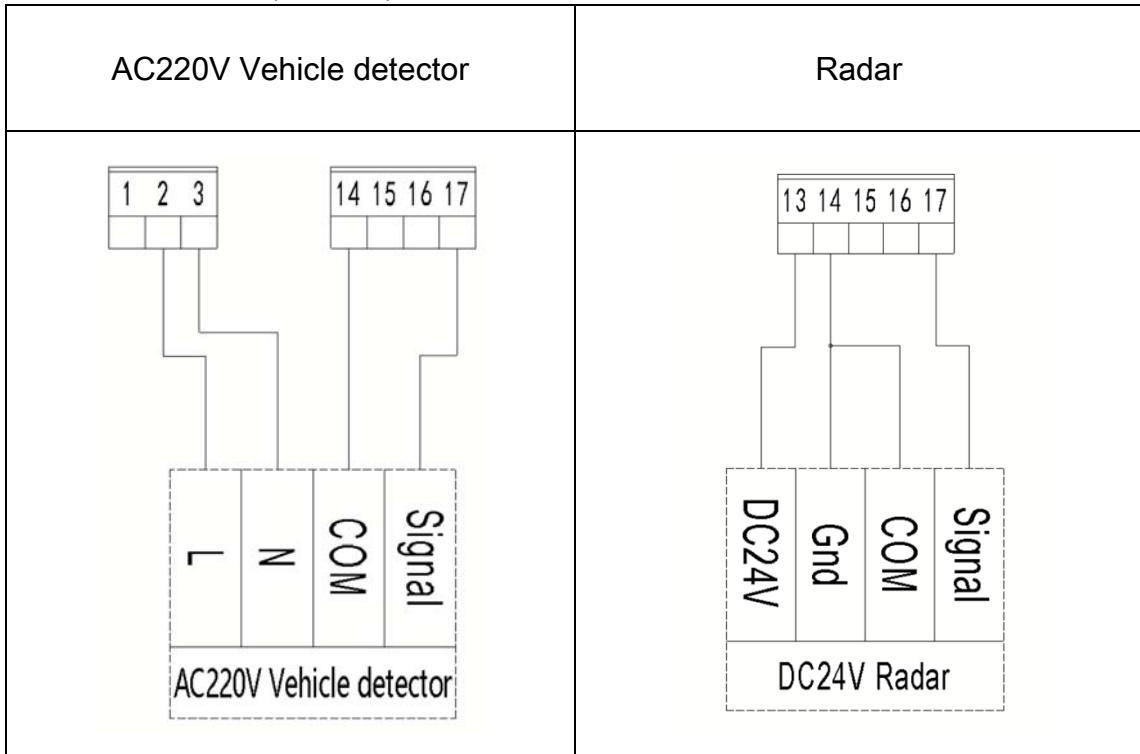 AC220V Vehicle detector
Radar
1 2 3
14 15 16 17
L
N
COM
Signal
AC220V Vehicle detector
13 14 15 16 17
DC24V
Gnd
COM
Signal
DC24V Radar